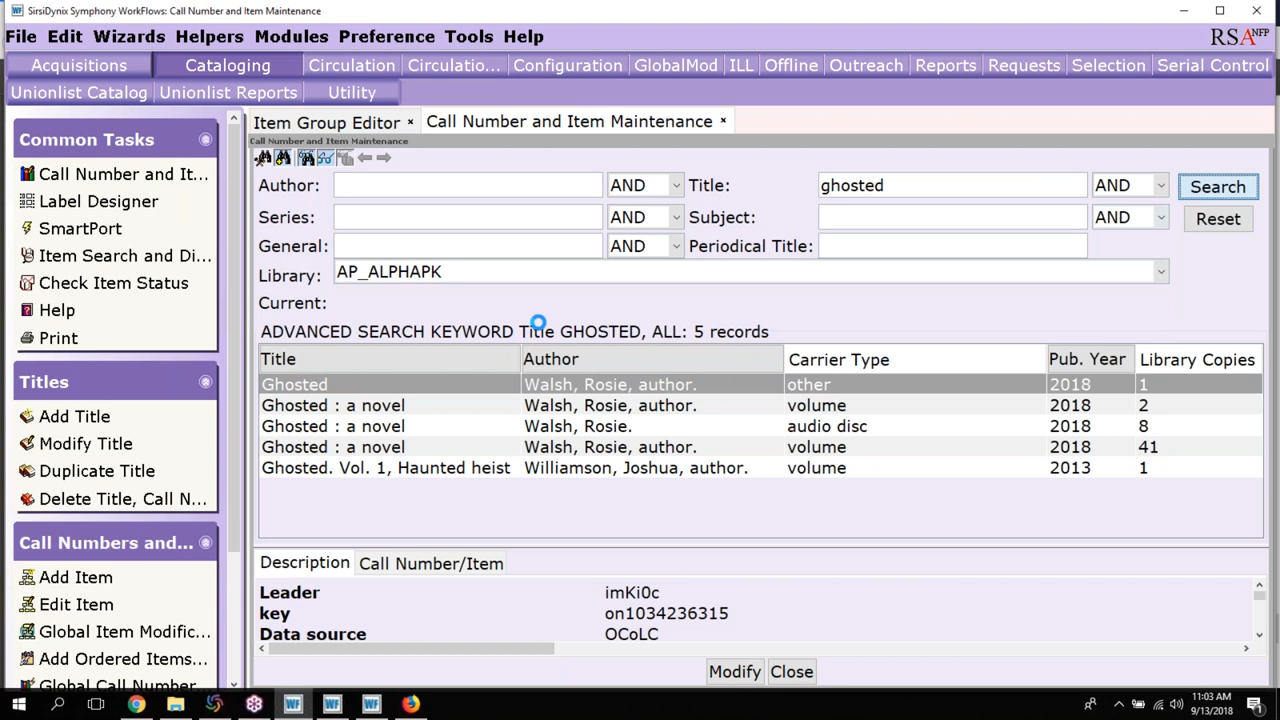 SirsiDynix Symphony WorkFlows: Call Number and Item Maintenance
File Edit Wizards Helpers Modules Preference Tools Help
RSANFP
Acquisitions Cataloging Circulation Circulatio... Configuration GlobalMod ILL Offline Outreach Reports Requests Selection Serial Control
Unionlist Catalog Unionlist Reports Utility
Common Tasks
Call Number and It...
Label Designer
SmartPort
Item Search and Di...
Check Item Status
Help
Print
Titles
Add Title
Modify Title
Duplicate Title
Delete Title, Call N...
Call Numbers and...
Add Item
Edit Item
Global Item Modific...
Add Ordered Items...
Global Call Number
Item Group Editor × Call Number and Item Maintenance ×
Call Number and Item Maintenance
Author: AND Title: ghosted AND Search
Series: AND Subject: AND Reset
General: AND Periodical Title:
Library: AP_ALPHAPK
Current:
ADVANCED SEARCH KEYWORD Title GHOSTED, ALL: 5 records
Title Author Carrier Type Pub. Year Library Copies
Ghosted Walsh, Rosie, author. other 2018 1
Ghosted : a novel Walsh, Rosie, author. volume 2018 2
Ghosted : a novel Walsh, Rosie. audio disc 2018 8
Ghosted : a novel Walsh, Rosie, author. volume 2018 41
Ghosted. Vol. 1, Haunted heist Williamson, Joshua, author. volume 2013 1
Description Call Number/Item
Leader imKi0c
key on1034236315
Data source OCoLC
Modify Close
11:03 AM
9/13/2018